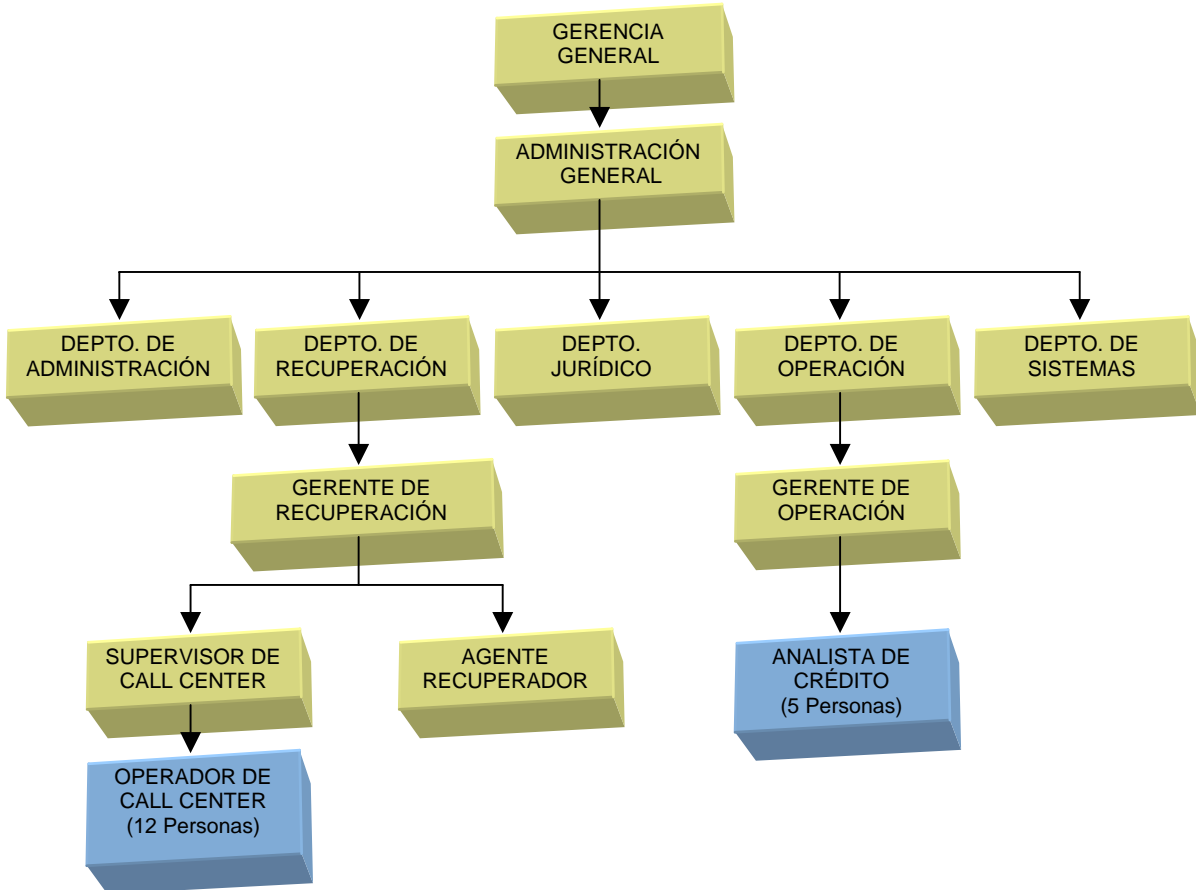 GERENCIA
GENERAL
ADMINISTRACIÓN
GENERAL
DEPTO. DE
ADMINISTRACIÓN
DEPTO. DE
RECUPERACIÓN
DEPTO.
JURÍDICO
DEPTO. DE
OPERACIÓN
DEPTO. DE
SISTEMAS
GERENTE DE
RECUPERACIÓN
GERENTE DE
OPERACIÓN
SUPERVISOR DE
CALL CENTER
AGENTE
RECUPERADOR
ANALISTA DE
CRÉDITO
(5 Personas)
OPERADOR DE
CALL CENTER
(12 Personas)